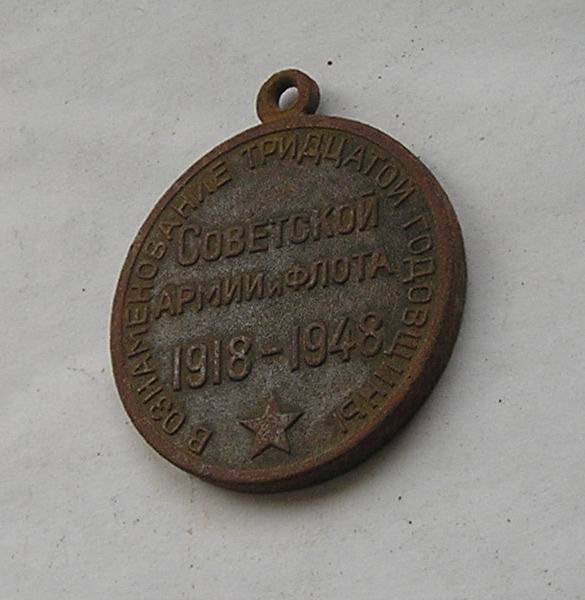 В ОЗНАМЕНОВАНИЕ ТРИДЦАТОЙ ГОДОВЩИНЫ
СОВЕТСКОЙ
АРМИИ и ФЛОТА
1918-1948